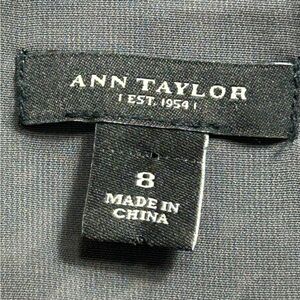 ANN TAYLOR
| EST. 1954 |
8
MADE IN
CHINA